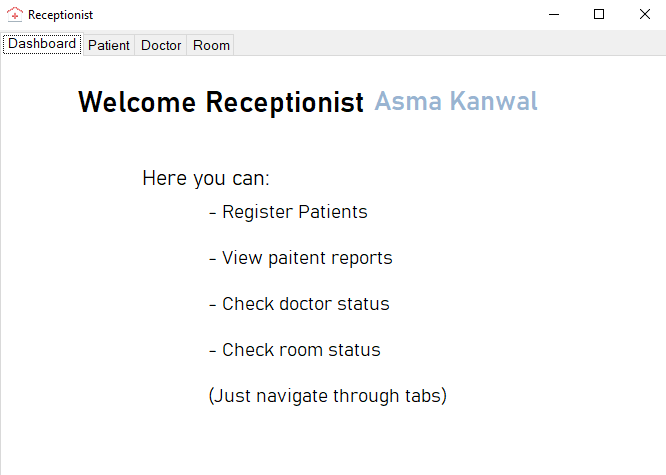 Receptionist
Dashboard Patient Doctor Room
Welcome Receptionist Asma Kanwal
Here you can:
- Register Patients
- View paitent reports
- Check doctor status
- Check room status
(Just navigate through tabs)